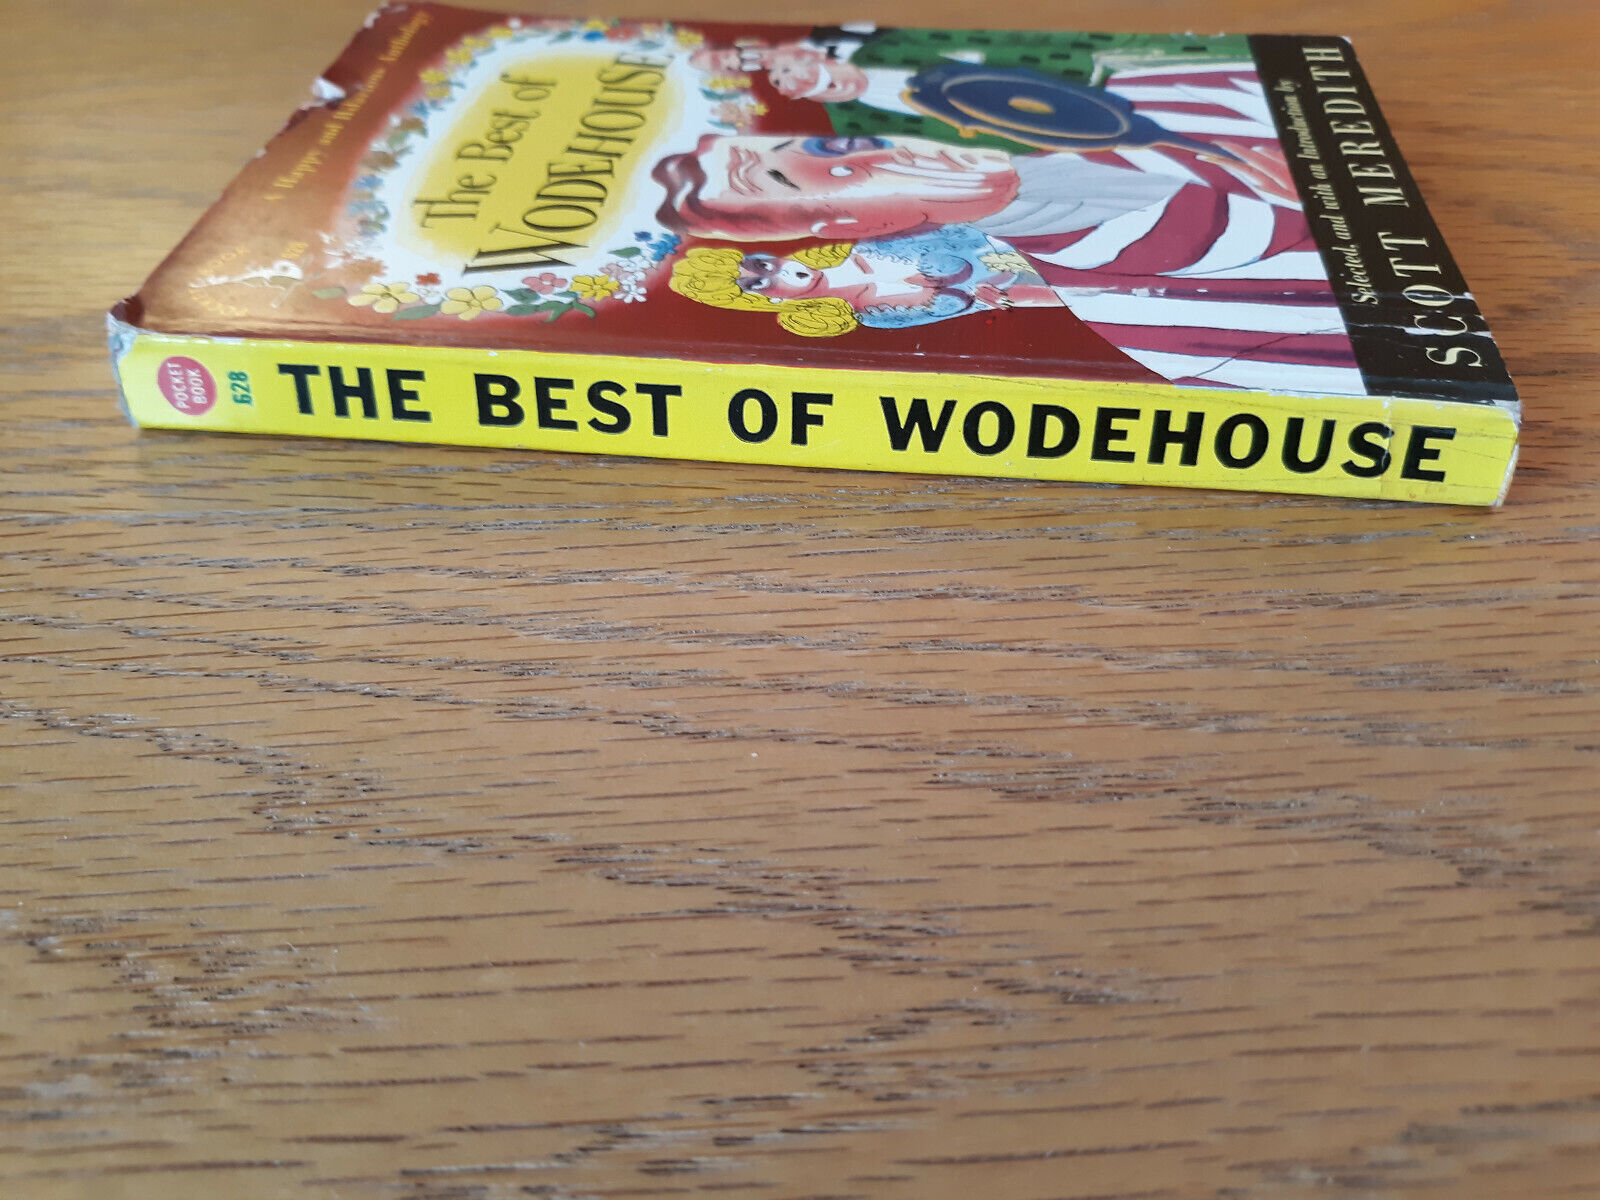 A Happy and Hilarious Anthology
The Best of
WODEHOUSE
Selected, and with an Introduction by
SCOTT MEREDITH
POCKET
BOOK
628
THE BEST OF WODEHOUSE